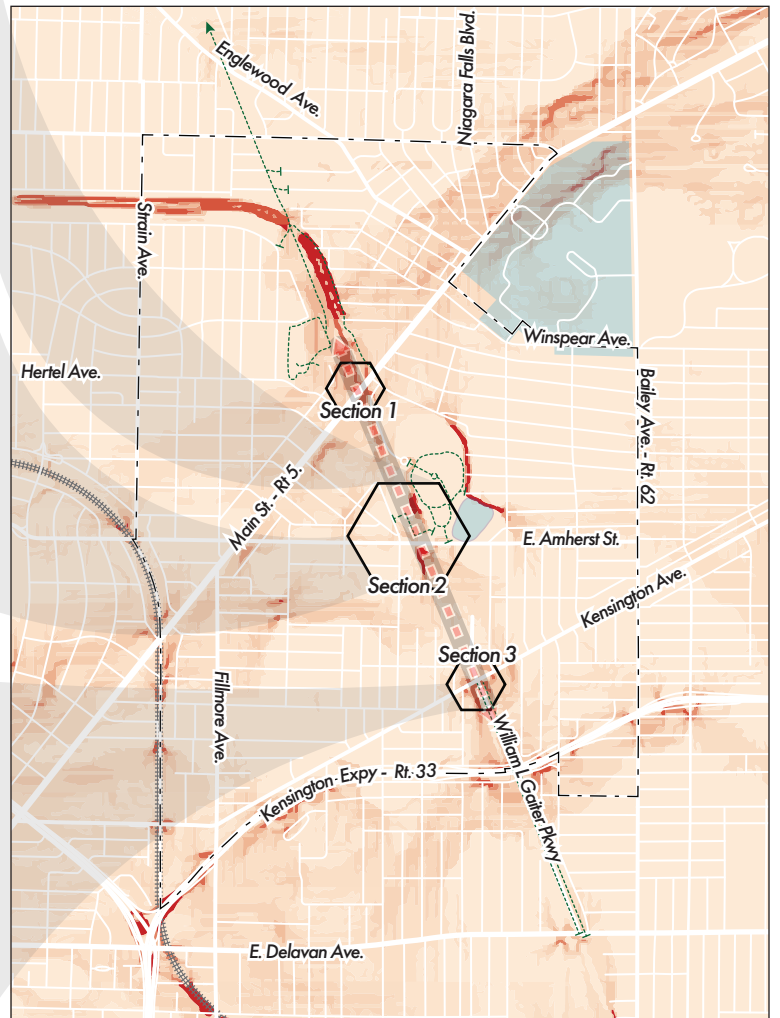 Englewood Ave.
Niagara Falls Blvd.
Strain Ave.
Winspear Ave.
Hertel Ave.
Bailey Ave. - Rt. 62
Section 1
Main St. - Rt 5.
E. Amherst St.
Section 2
Kensington Ave.
Section 3
Fillmore Ave.
William L Gaiter Pkwy
Kensington Expy - Rt. 33
E. Delavan Ave.